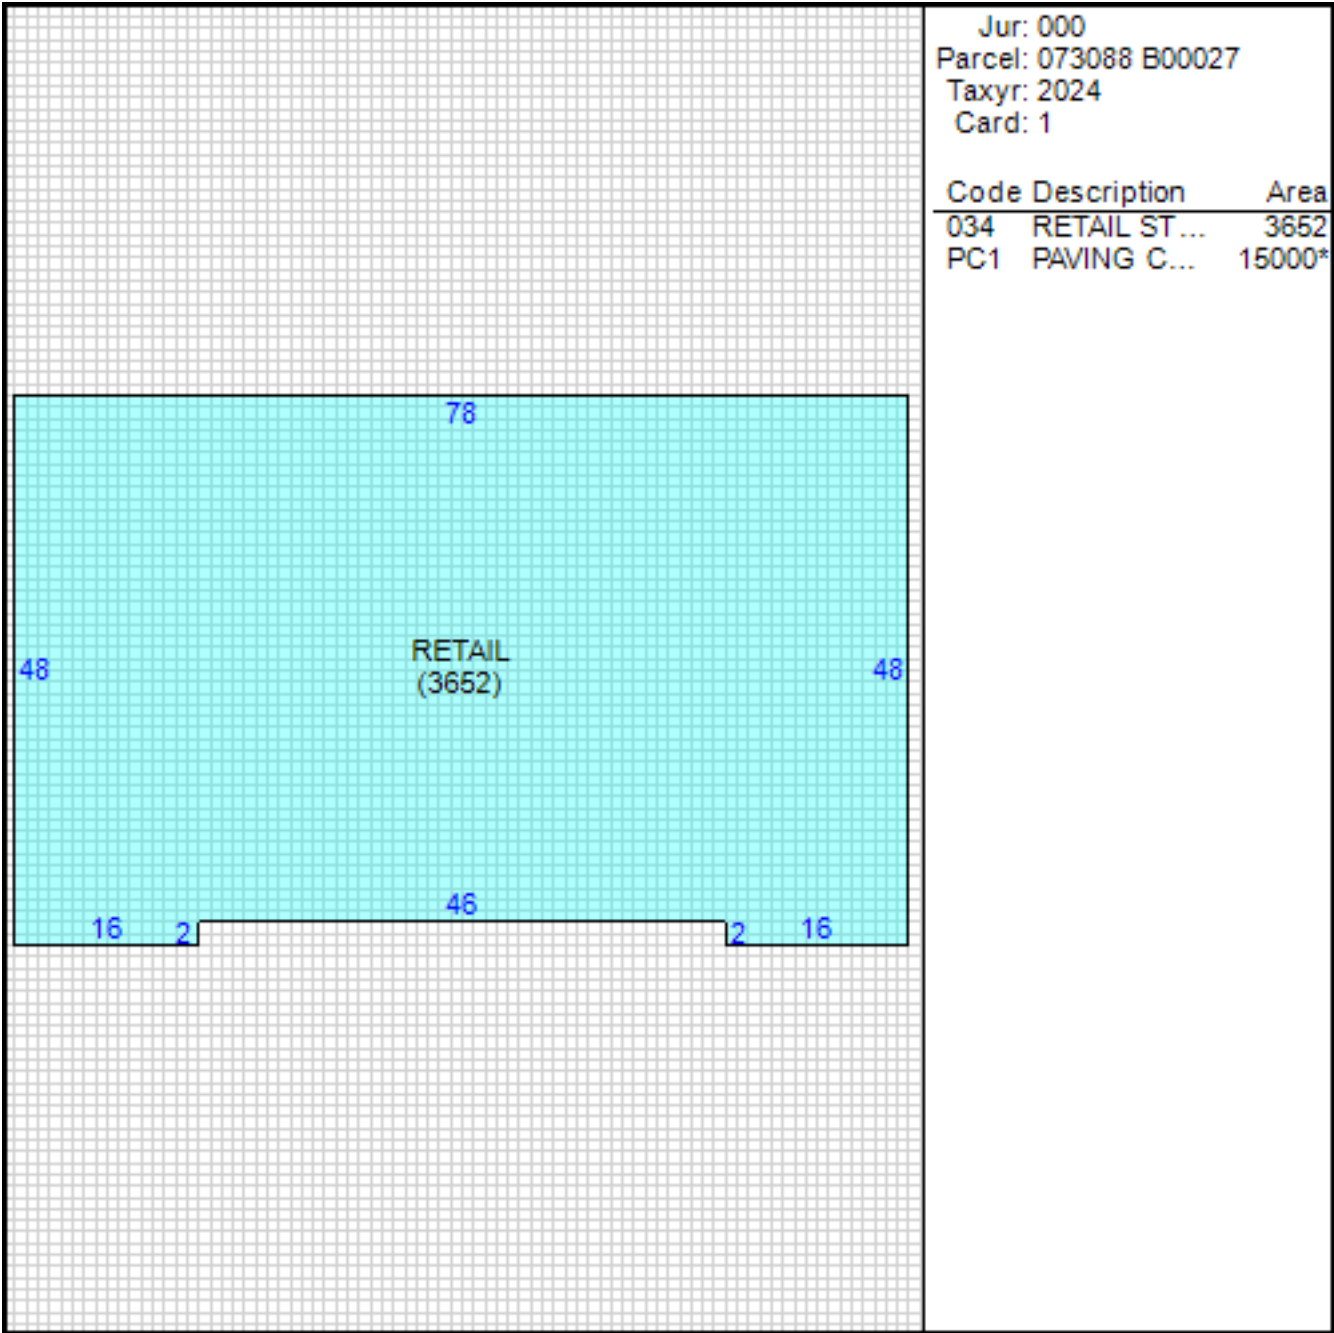 Jur: 000
Parcel: 073088 B00027
Taxyr: 2024
Card: 1
Code Description Area
034 RETAIL ST... 3652
PC1 PAVING C... 15000*
78
48
RETAIL
(3652)
48
46
16 2
2 16